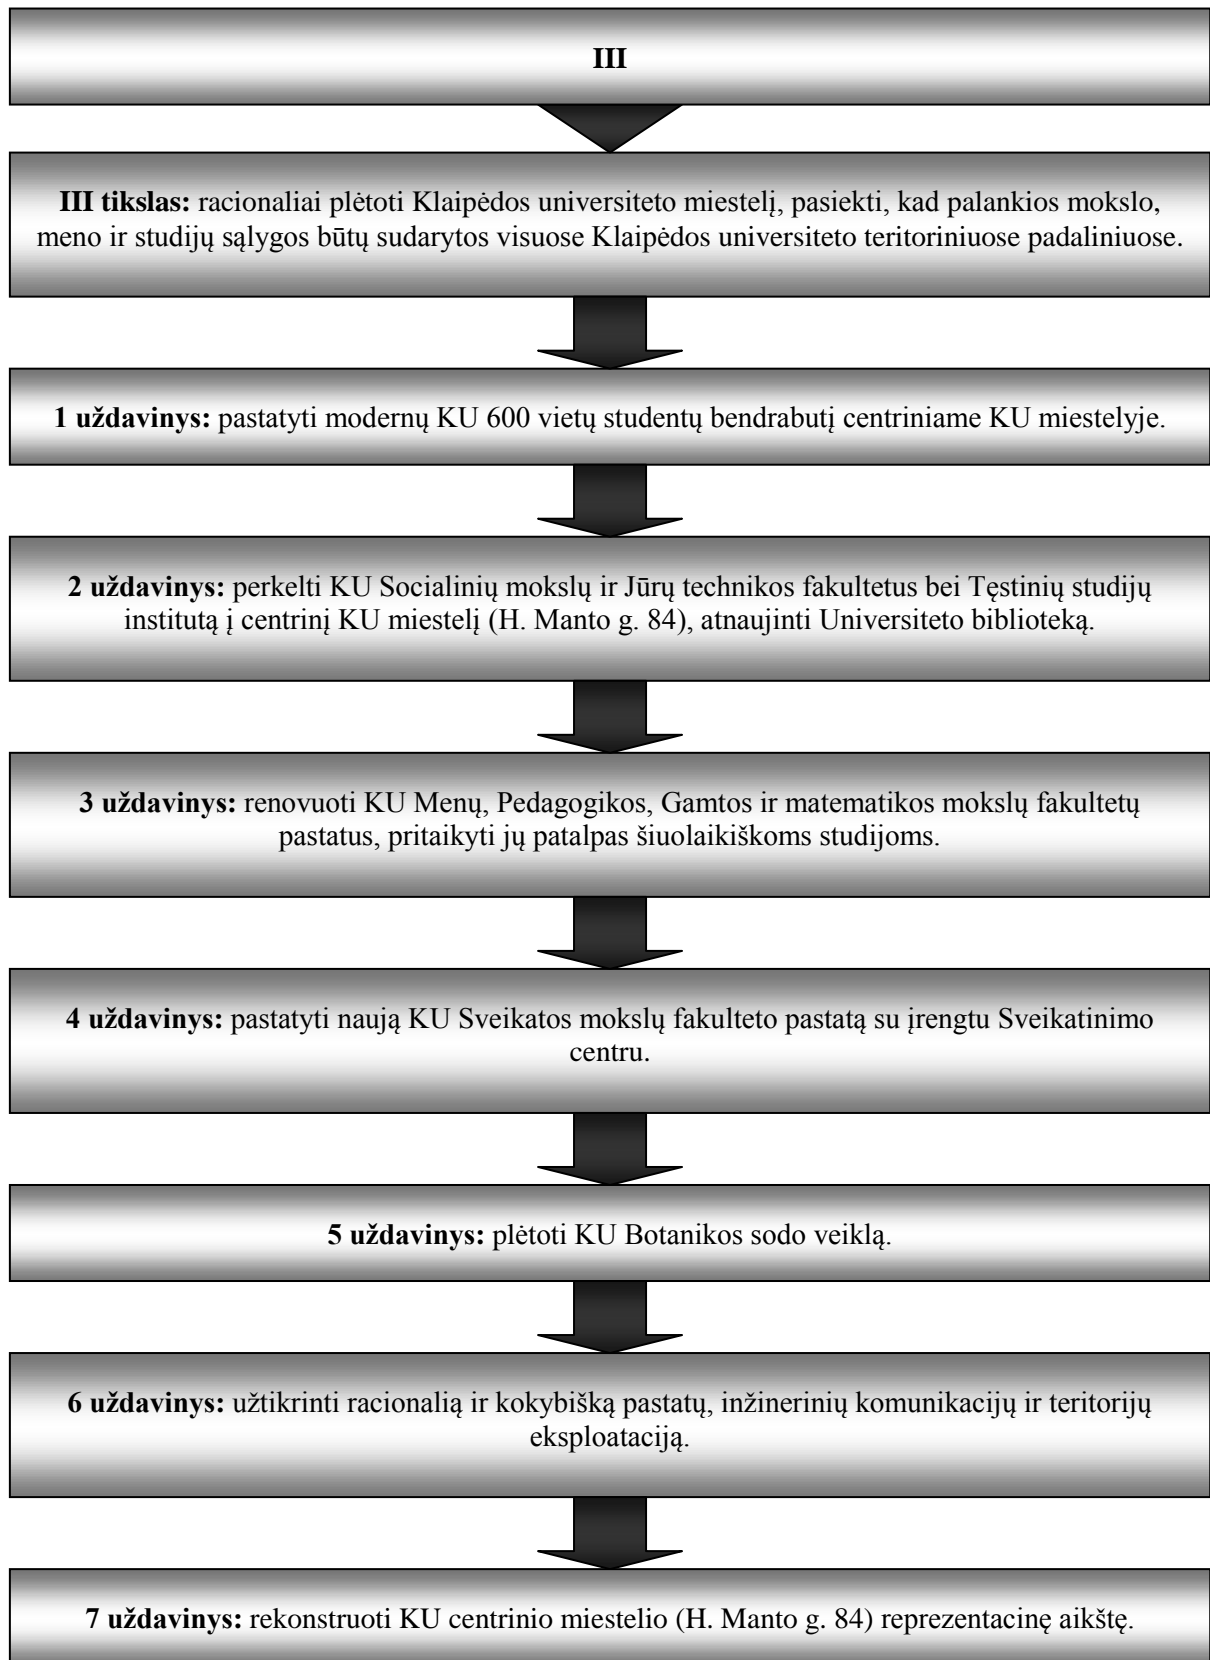 III
III tikslas: racionaliai plėtoti Klaipėdos universiteto miestelį, pasiekti, kad palankios mokslo,
meno ir studijų sąlygos būtų sudarytos visuose Klaipėdos universiteto teritoriniuose padaliniuose.
1 uždavinys: pastatyti modernų KU 600 vietų studentų bendrabutį centriniame KU miestelyje.
2 uždavinys: perkelti KU Socialinių mokslų ir Jūrų technikos fakultetus bei Tęstinių studijų
institutą į centrinį KU miestelį (H. Manto g. 84), atnaujinti Universiteto biblioteką.
3 uždavinys: renovuoti KU Menų, Pedagogikos, Gamtos ir matematikos mokslų fakultetų
pastatus, pritaikyti jų patalpas šiuolaikiškoms studijoms.
4 uždavinys: pastatyti naują KU Sveikatos mokslų fakulteto pastatą su įrengtu Sveikatinimo
centru.
5 uždavinys: plėtoti KU Botanikos sodo veiklą.
6 uždavinys: užtikrinti racionalią ir kokybišką pastatų, inžinerinių komunikacijų ir teritorijų
eksploataciją.
7 uždavinys: rekonstruoti KU centrinio miestelio (H. Manto g. 84) reprezentacinę aikštę.